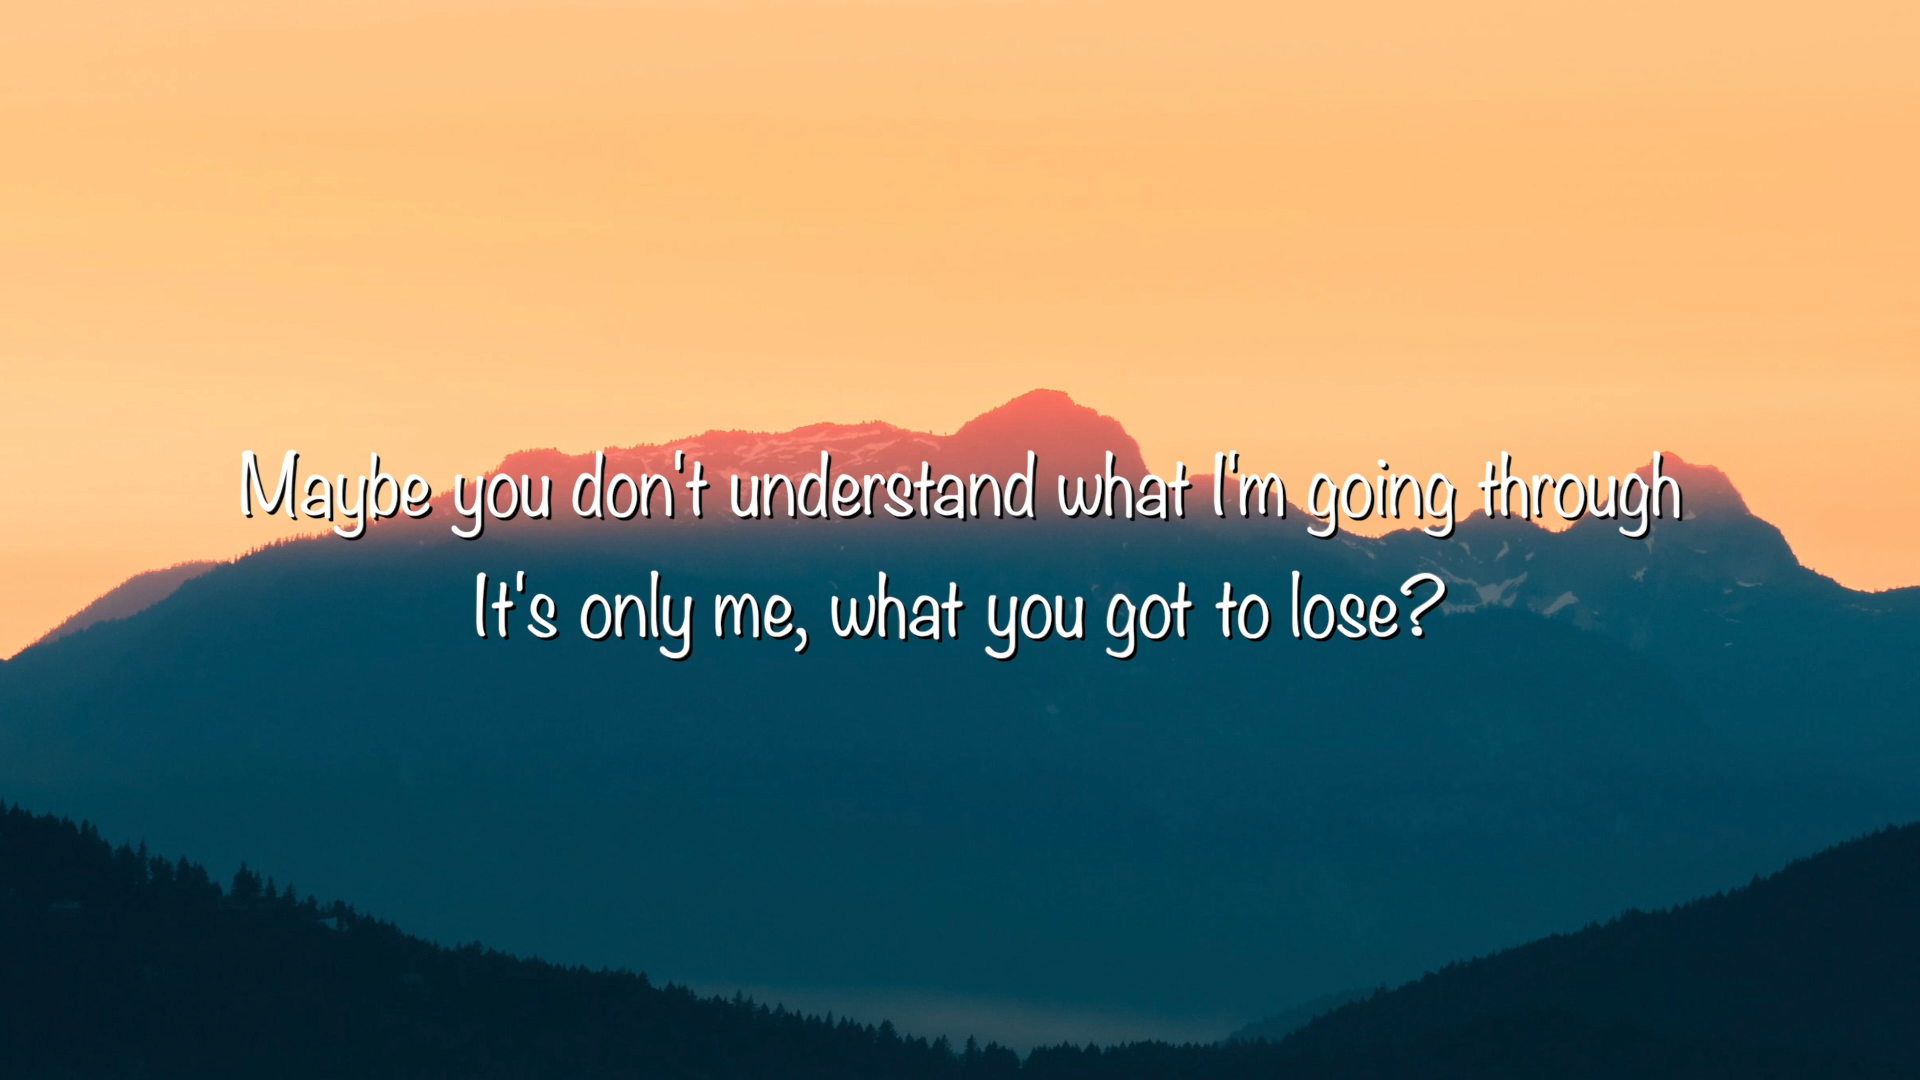 Maybe you don't understand what I'm going through
It's only me, what you got to lose?